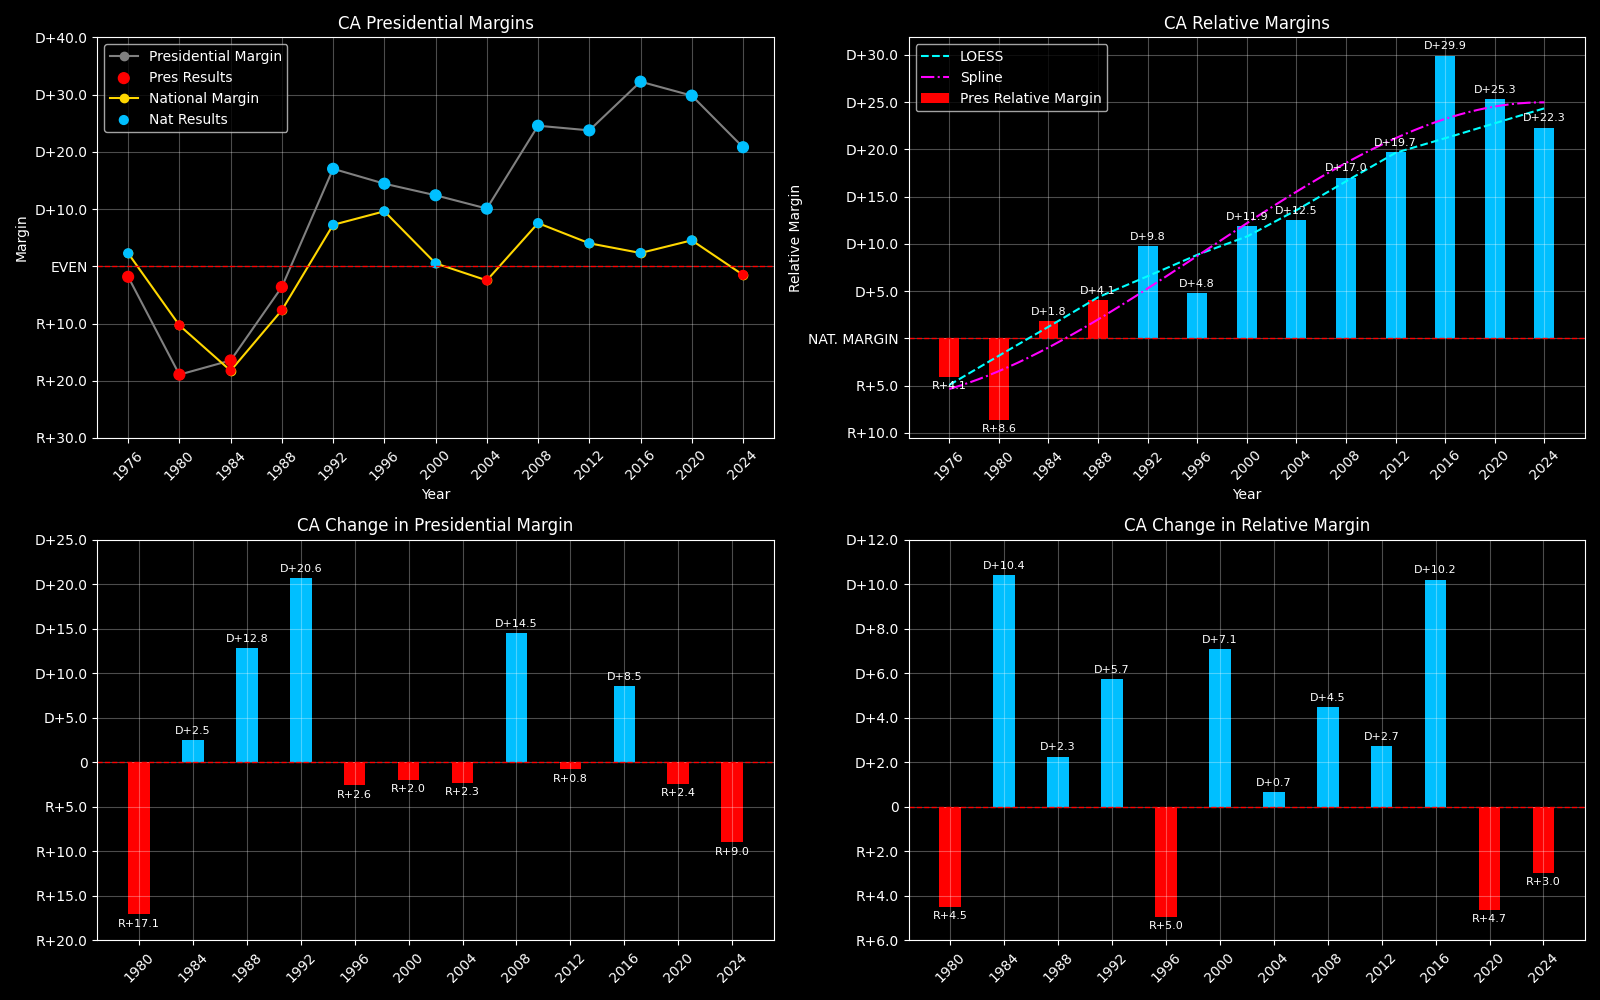 CA Presidential Margins
D+40.0
D+30.0
D+20.0
D+10.0
EVEN
R+10.0
R+20.0
R+30.0
Margin
Presidential Margin
Pres Results
National Margin
Nat Results
1976
1980
1984
1988
1992
1996
2000
2004
2008
2012
2016
2020
2024
Year
CA Relative Margins
D+30.0
D+25.0
D+20.0
D+15.0
D+10.0
D+5.0
NAT. MARGIN
R+5.0
R+10.0
Relative Margin
LOESS
Spline
Pres Relative Margin
R+4.1
R+8.6
D+1.8
D+4.1
D+9.8
D+4.8
D+11.9
D+12.5
D+17.0
D+19.7
D+29.9
D+25.3
D+22.3
1976
1980
1984
1988
1992
1996
2000
2004
2008
2012
2016
2020
2024
Year
CA Change in Presidential Margin
D+25.0
D+20.0
D+15.0
D+10.0
D+5.0
0
R+5.0
R+10.0
R+15.0
R+20.0
R+17.1
D+2.5
D+12.8
D+20.6
R+2.6
R+2.0
R+2.3
D+14.5
R+0.8
D+8.5
R+2.4
R+9.0
1980
1984
1988
1992
1996
2000
2004
2008
2012
2016
2020
2024
CA Change in Relative Margin
D+12.0
D+10.0
D+8.0
D+6.0
D+4.0
D+2.0
0
R+2.0
R+4.0
R+6.0
R+4.5
D+10.4
D+2.3
D+5.7
R+5.0
D+7.1
D+0.7
D+4.5
D+2.7
D+10.2
R+4.7
R+3.0
1980
1984
1988
1992
1996
2000
2004
2008
2012
2016
2020
2024